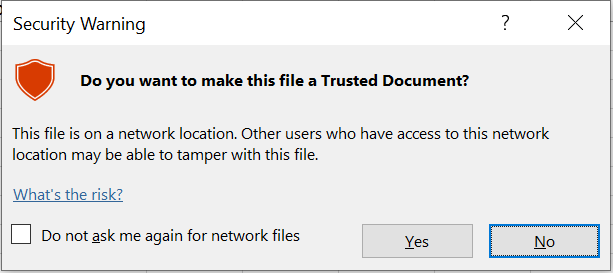 Security Warning
?
Do you want to make this file a Trusted Document?
This file is on a network location. Other users who have access to this network
location may be able to tamper with this file.
What's the risk?
Do not ask me again for network files
Yes
No